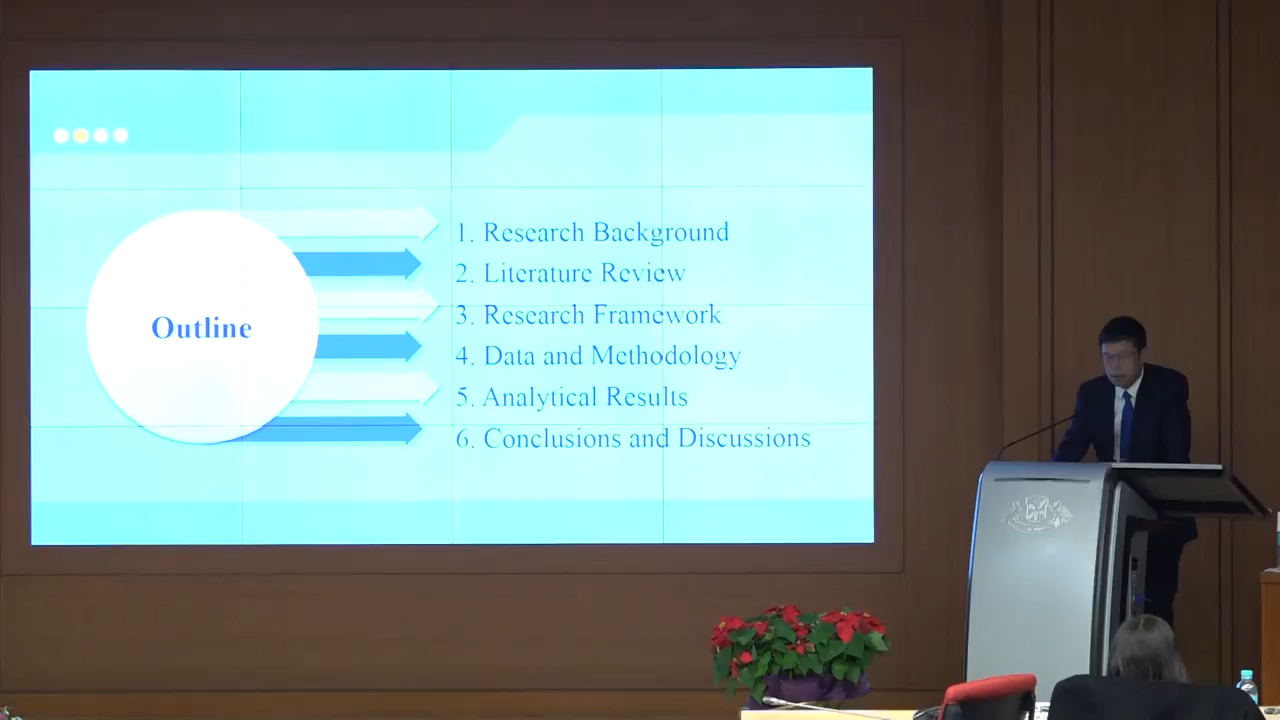 Outline
1. Research Background
2. Literature Review
3. Research Framework
4. Data and Methodology
5. Analytical Results
6. Conclusions and Discussions